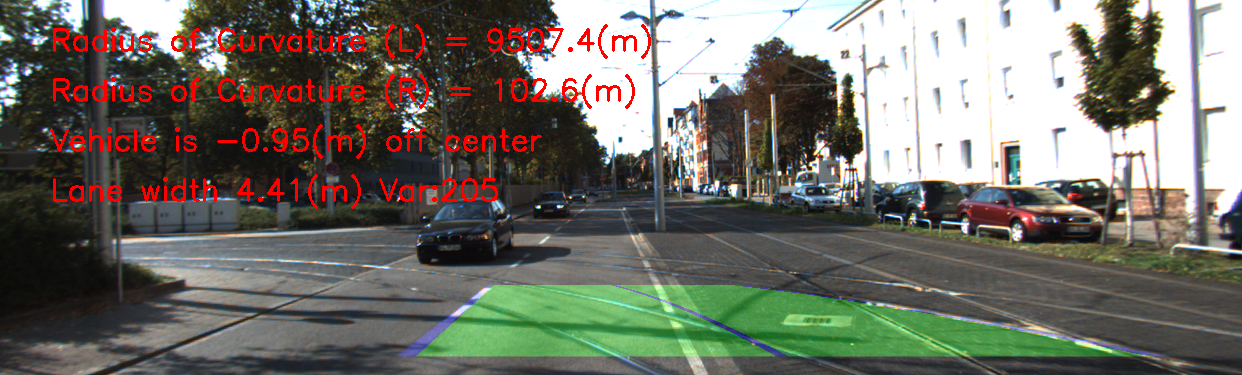 Radius of Curvature (L) = 9507.4(m)
Radius of Curvature (R) = 102.6(m)
Vehicle is -0.95(m) off center
Lane width 4.41(m) Var:205